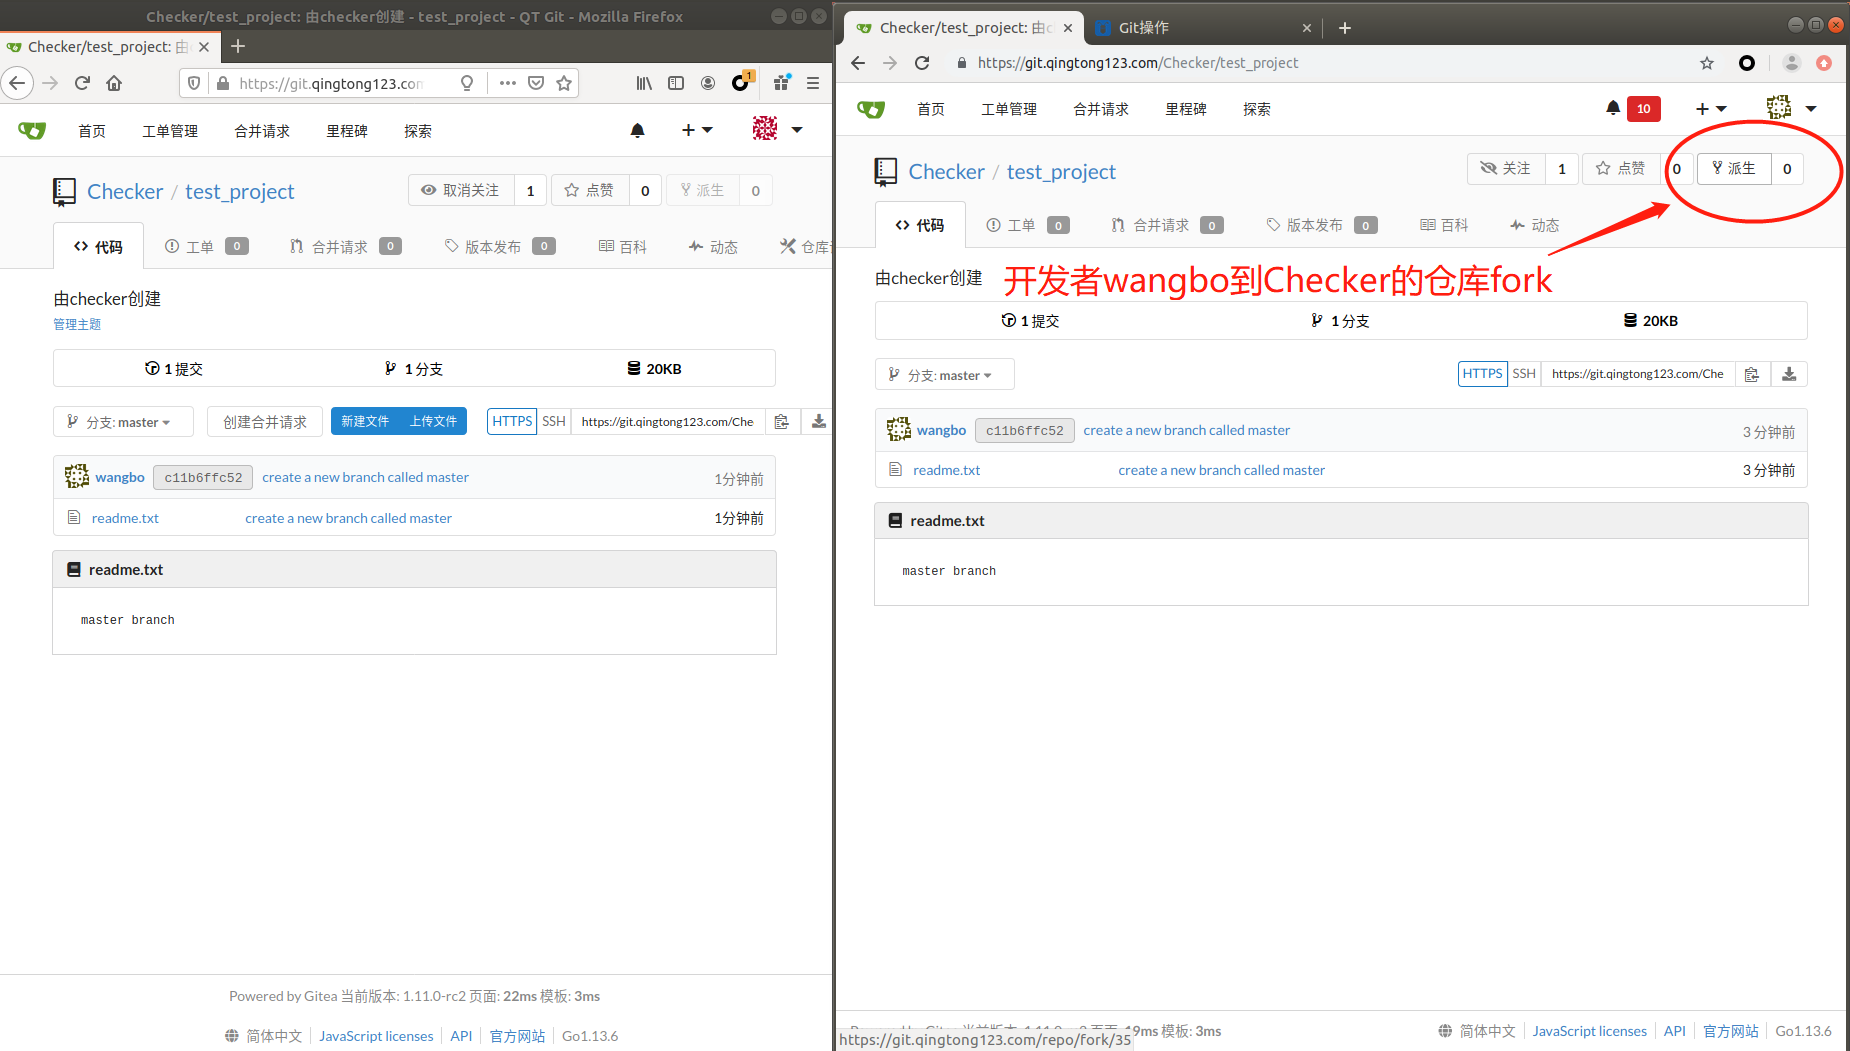 Checker/test_project: 由checker创建 - test_project - QT Git - Mozilla Firefox
Checker/test_project: 由
https://git.qingtong123.con
1
首页 工单管理 合并请求 里程碑 探索
Checker / test_project
取消关注 1 点赞 0 派生 0
代码 工单 0 合并请求 0 版本发布 0 百科 动态 仓库
由checker创建
管理主题
1 提交 1 分支 20KB
分支: master 创建合并请求 新建文件 上传文件 HTTPS SSH https://git.qingtong123.com/Che
wangbo c11b6ffc52 create a new branch called master 1分钟前
readme.txt create a new branch called master 1分钟前
readme.txt
master branch
Powered by Gitea 当前版本: 1.11.0-rc2 页面: 22ms 模板: 3ms
简体中文 JavaScript licenses API 官方网站 Go1.13.6
Checker/test_project: 由c Git操作
https://git.qingtong123.com/Checker/test_project
首页 工单管理 合并请求 里程碑 探索 10
Checker / test_project
关注 1 点赞 0 派生 0
代码 工单 0 合并请求 0 版本发布 0 百科 动态
由checker创建
开发者wangbo到Checker的仓库fork
1 提交 1 分支 20KB
分支: master HTTPS SSH https://git.qingtong123.com/Che
wangbo c11b6ffc52 create a new branch called master 3 分钟前
readme.txt create a new branch called master 3 分钟前
readme.txt
master branch
19ms 模板: 3ms
简体中文 JavaScript licenses API 官方网站 Go1.13.6
https://git.qingtong123.com/repo/fork/35